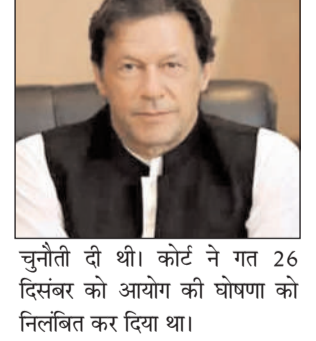 चुनौती दी थी। कोर्ट ने गत 26
दिसंबर को आयोग की घोषणा को
निलंबित कर दिया था।